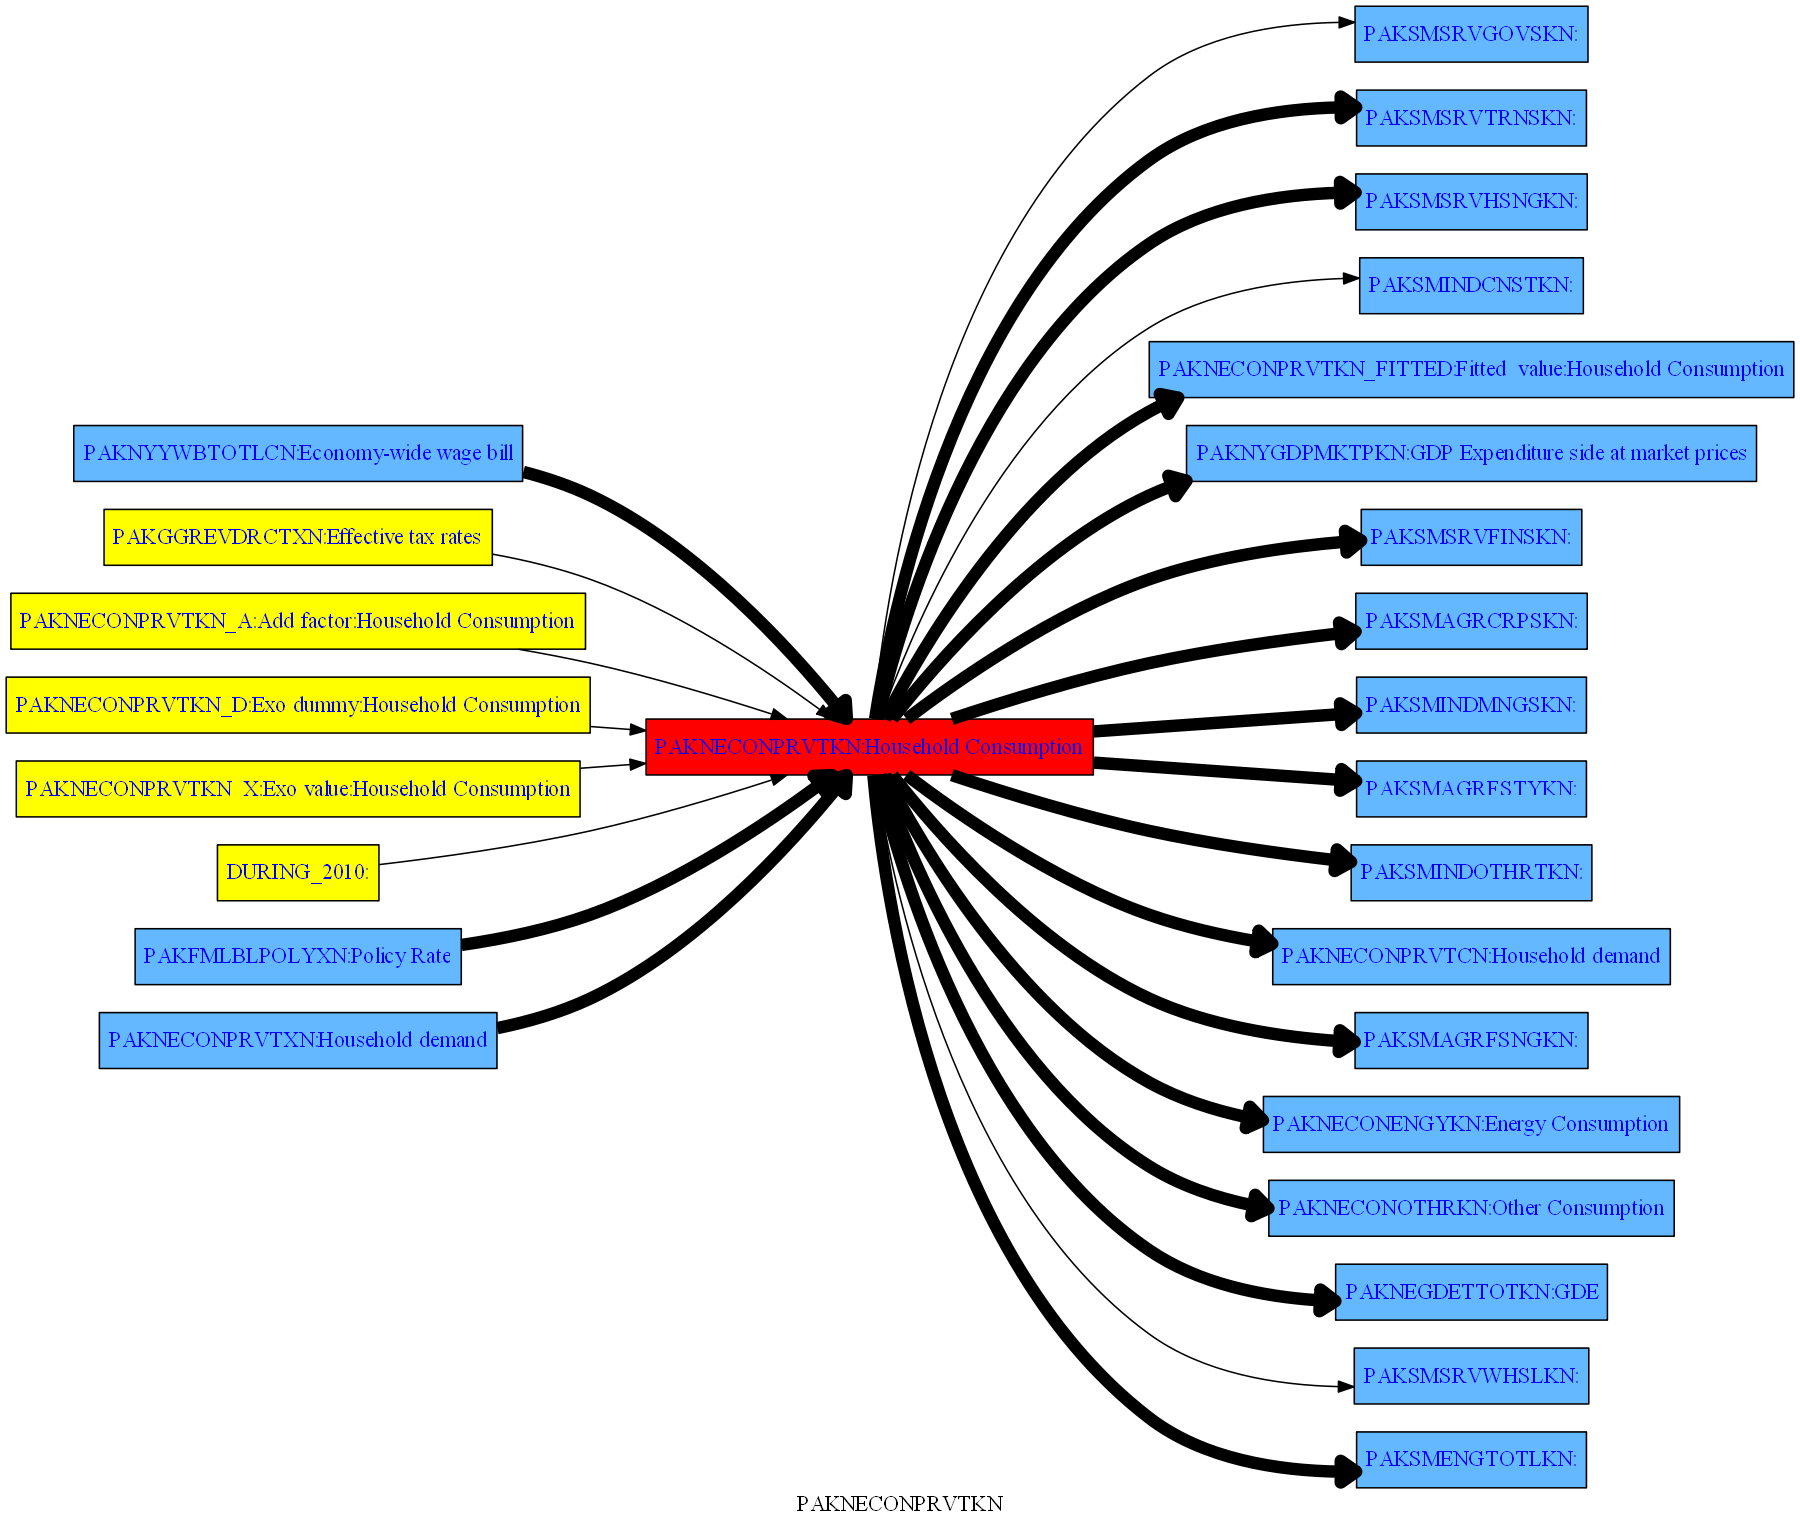 PAKSMSRVGOVSKN:
PAKSMSRVTRNSKN:
PAKSMSRVHSNGKN:
PAKSMINDCNSTKN:
PAKNECONPRVTKN_FITTED:Fitted value:Household Consumption
PAKNYYWBTOTLCN:Economy-wide wage bill
PAKNYGDPMKTPKN:GDP Expenditure side at market prices
PAKGGREVDRCTXN:Effective tax rates
PAKSMSRVFINSKN:
PAKNECONPRVTKN_A:Add factor:Household Consumption
PAKSMAGRCRPSKN:
PAKNECONPRVTKN_D:Exo dummy:Household Consumption
PAKSMINDMNGSKN:
PAKNECONPRVTKN:Household Consumption
PAKNECONPRVTKN_X:Exo value:Household Consumption
PAKSMAGRFSTYKN:
DURING_2010:
PAKSMINDOTHRTKN:
PAKFMLBLPOLYXN:Policy Rate
PAKNECONPRVTCN:Household demand
PAKNECONPRVTXN:Household demand
PAKSMAGRFSNGKN:
PAKNECONENGYKN:Energy Consumption
PAKNECONOTHRKN:Other Consumption
PAKNEGDETTOTKN:GDE
PAKSMSRVWHSLKN:
PAKSMENGTOTLKN:
PAKNECONPRVTKN